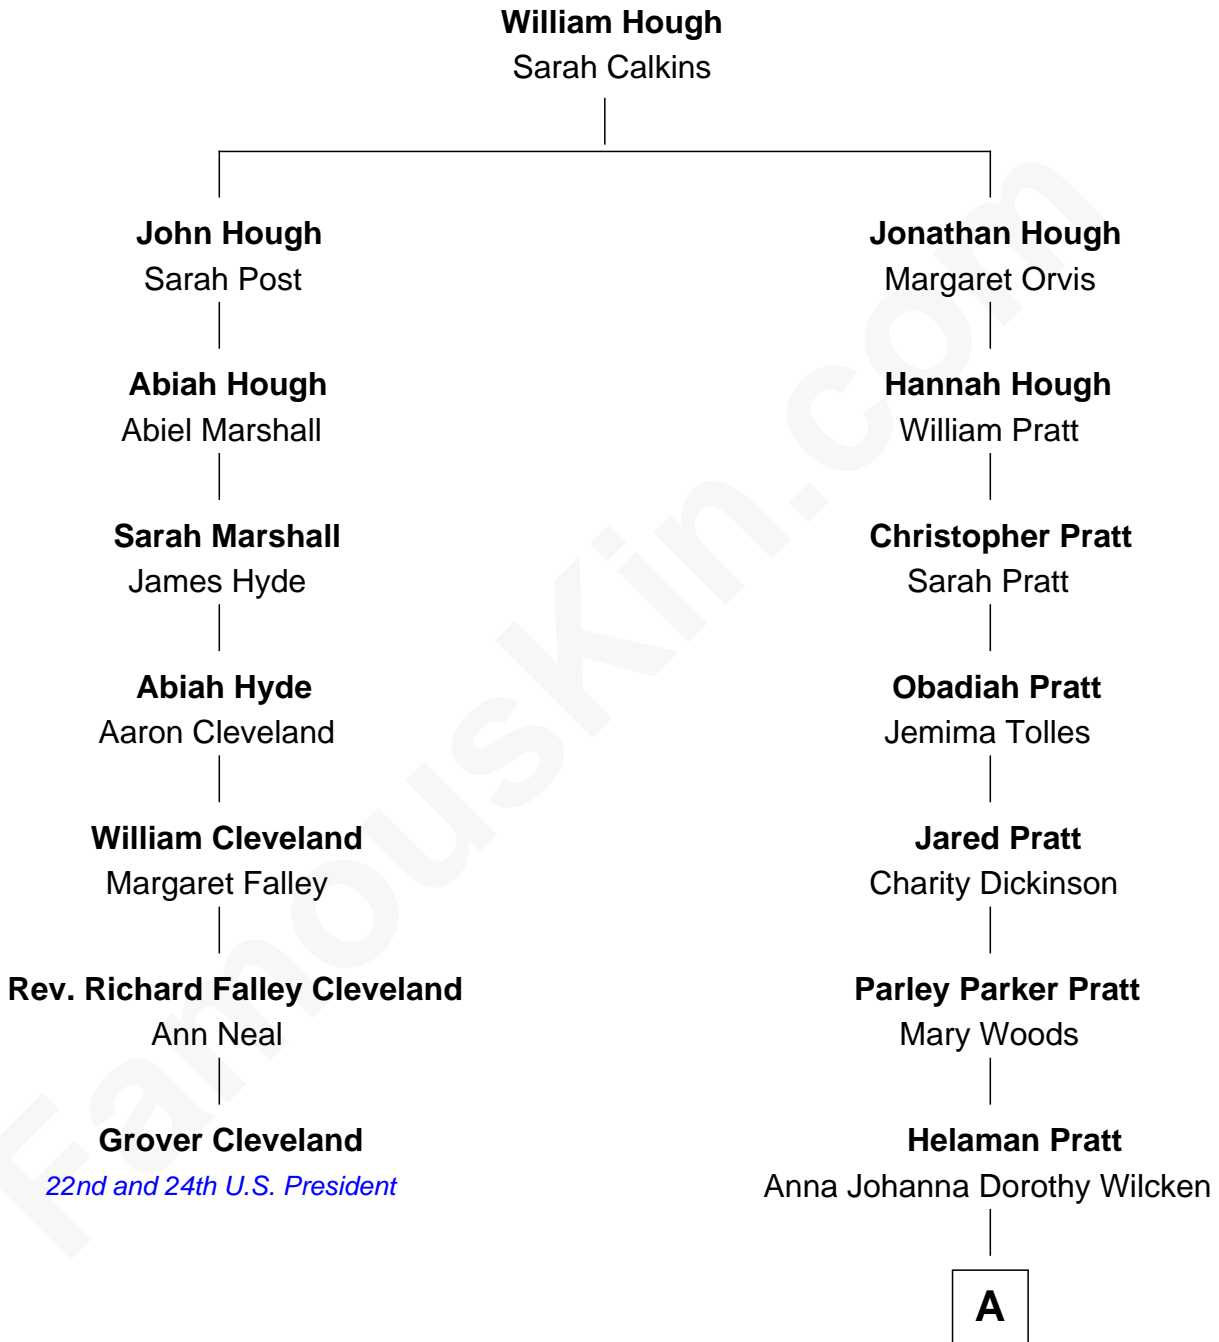 William Hough
Sarah Calkins
John Hough
Sarah Post
Jonathan Hough
Margaret Orvis
Abiah Hough
Abiel Marshall
Hannah Hough
William Pratt
Sarah Marshall
James Hyde
Christopher Pratt
Sarah Pratt
Abiah Hyde
Aaron Cleveland
Obadiah Pratt
Jemima Tolles
William Cleveland
Margaret Falley
Jared Pratt
Charity Dickinson
Rev. Richard Falley Cleveland
Ann Neal
Parley Parker Pratt
Mary Woods
Grover Cleveland
22nd and 24th U.S. President
Helaman Pratt
Anna Johanna Dorothy Wilcken
A
FamousKin.com